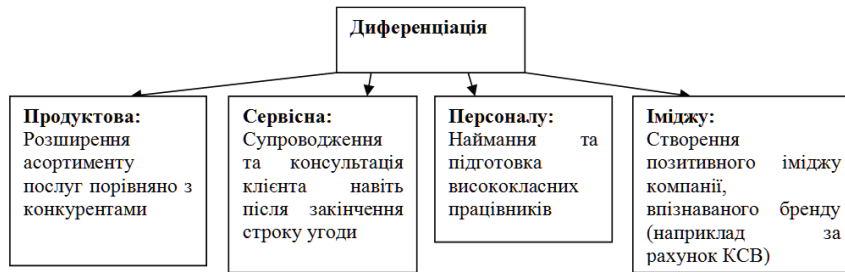 Диференціація
Продуктова:
Розширення
асортименту
послуг порівняно з
конкурентами
Сервісна:
Супроводження
та консультація
клієнта навіть
після закінчення
строку угоди
Персоналу:
Наймання та
підготовка
висококласних
працівників
Іміджу:
Створення
позитивного іміджу
компанії,
впізнаваного бренду
(наприклад за
рахунок КСВ)